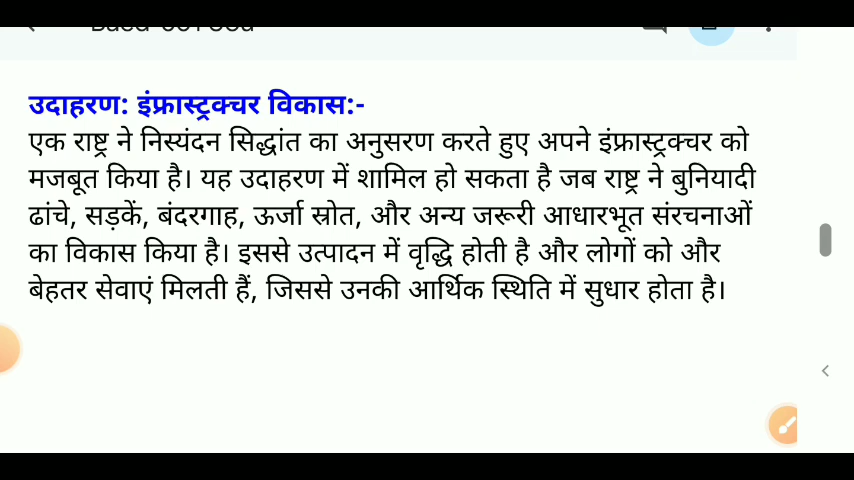 उदाहरण: इंफ्रास्ट्रक्चर विकास:-
एक राष्ट्र ने निस्यंदन सिद्धांत का अनुसरण करते हुए अपने इंफ्रास्ट्रक्चर को
मजबूत किया है। यह उदाहरण में शामिल हो सकता है जब राष्ट्र ने बुनियादी
ढांचे, सड़कें, बंदरगाह, ऊर्जा स्रोत, और अन्य जरूरी आधारभूत संरचनाओं
का विकास किया है। इससे उत्पादन में वृद्धि होती है और लोगों को और
बेहतर सेवाएं मिलती हैं, जिससे उनकी आर्थिक स्थिति में सुधार होता है।